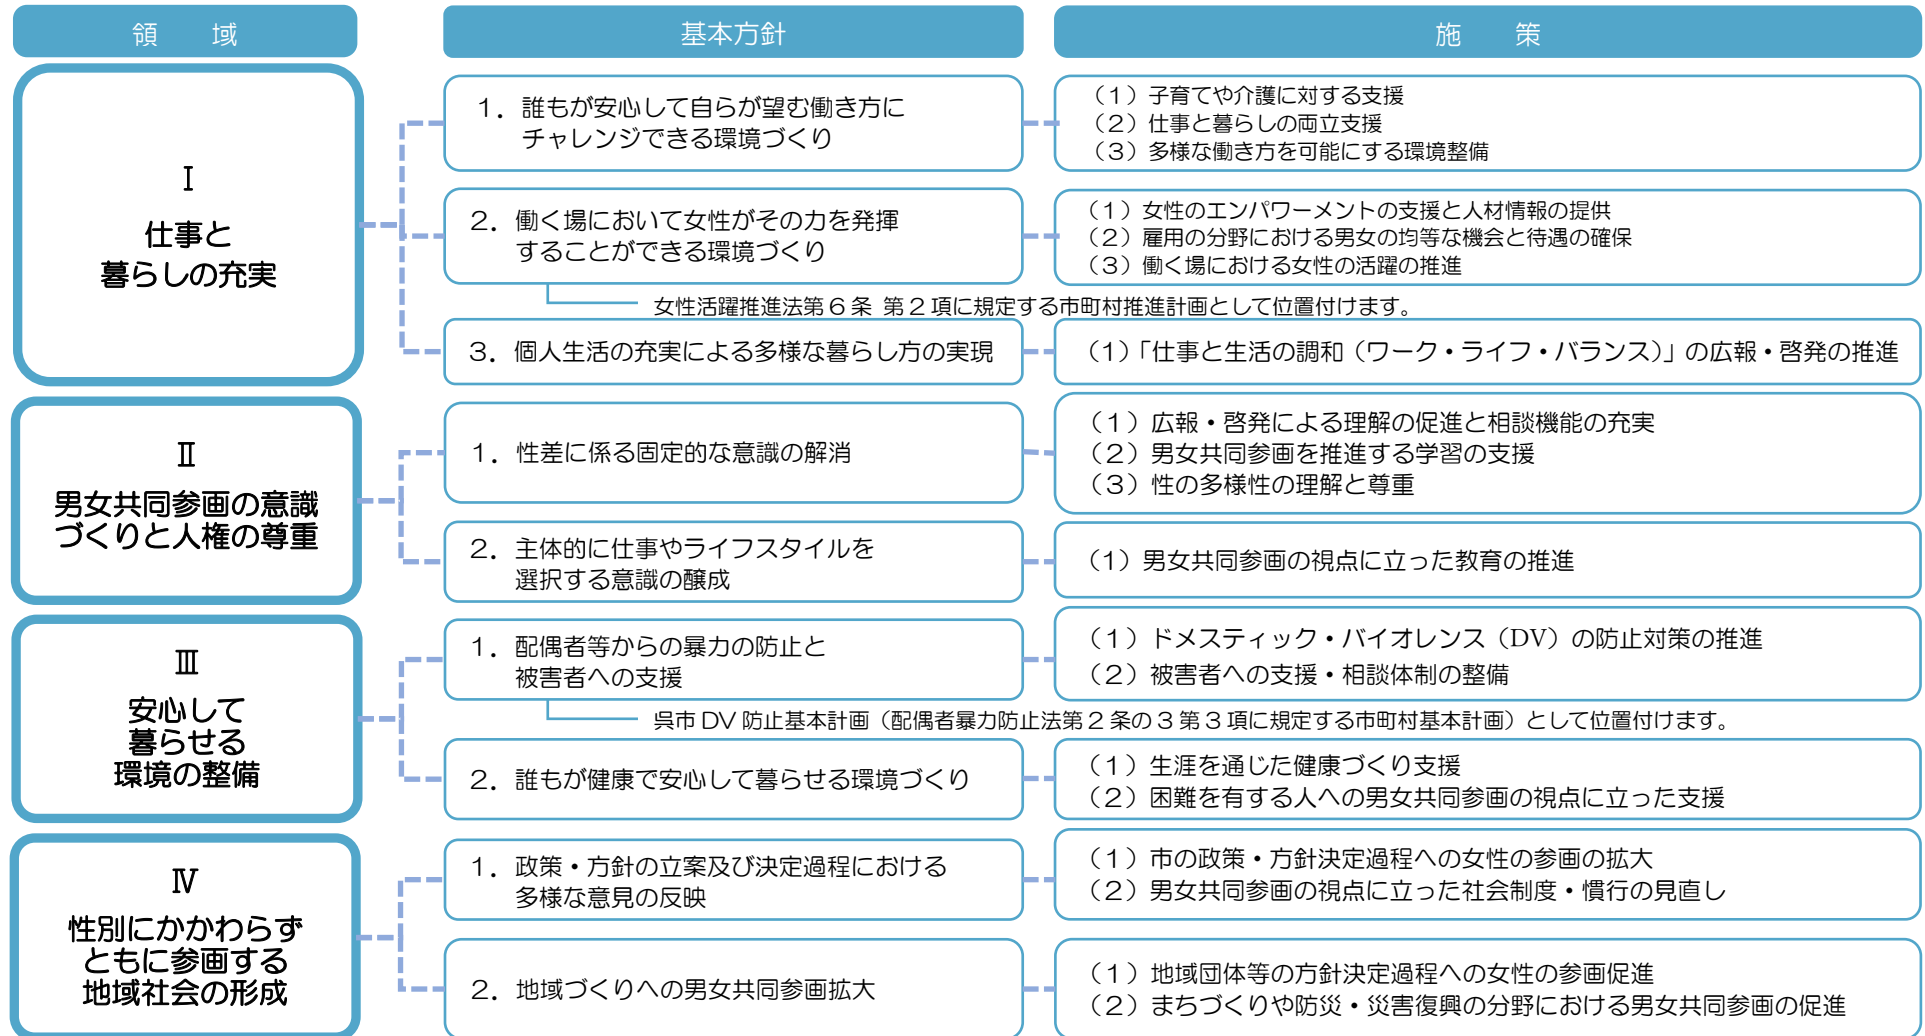 領　域
基本方針
施　策
Ⅰ
仕事と
暮らしの充実
1．誰もが安心して自らが望む働き方に
チャレンジできる環境づくり
（1）子育てや介護に対する支援
（2）仕事と暮らしの両立支援
（3）多様な働き方を可能にする環境整備
2．働く場において女性がその力を発揮
することができる環境づくり
（1）女性のエンパワーメントの支援と人材情報の提供
（2）雇用の分野における男女の均等な機会と待遇の確保
（3）働く場における女性の活躍の推進
女性活躍推進法第6条 第2項に規定する市町村推進計画として位置付けます。
3．個人生活の充実による多様な暮らし方の実現
（1）「仕事と生活の調和（ワーク・ライフ・バランス）」の広報・啓発の推進
Ⅱ
男女共同参画の意識
づくりと人権の尊重
1．性差に係る固定的な意識の解消
（1）広報・啓発による理解の促進と相談機能の充実
（2）男女共同参画を推進する学習の支援
（3）性の多様性の理解と尊重
2．主体的に仕事やライフスタイルを
選択する意識の醸成
（1）男女共同参画の視点に立った教育の推進
Ⅲ
安心して
暮らせる
環境の整備
1．配偶者等からの暴力の防止と
被害者への支援
（1）ドメスティック・バイオレンス（DV）の防止対策の推進
（2）被害者への支援・相談体制の整備
呉市DV防止基本計画（配偶者暴力防止法第2条の3第3項に規定する市町村基本計画）として位置付けます。
2．誰もが健康で安心して暮らせる環境づくり
（1）生涯を通じた健康づくり支援
（2）困難を有する人への男女共同参画の視点に立った支援
Ⅳ
性別にかかわらず
ともに参画する
地域社会の形成
1．政策・方針の立案及び決定過程における
多様な意見の反映
（1）市の政策・方針決定過程への女性の参画の拡大
（2）男女共同参画の視点に立った社会制度・慣行の見直し
2．地域づくりへの男女共同参画拡大
（1）地域団体等の方針決定過程への女性の参画促進
（2）まちづくりや防災・災害復興の分野における男女共同参画の促進